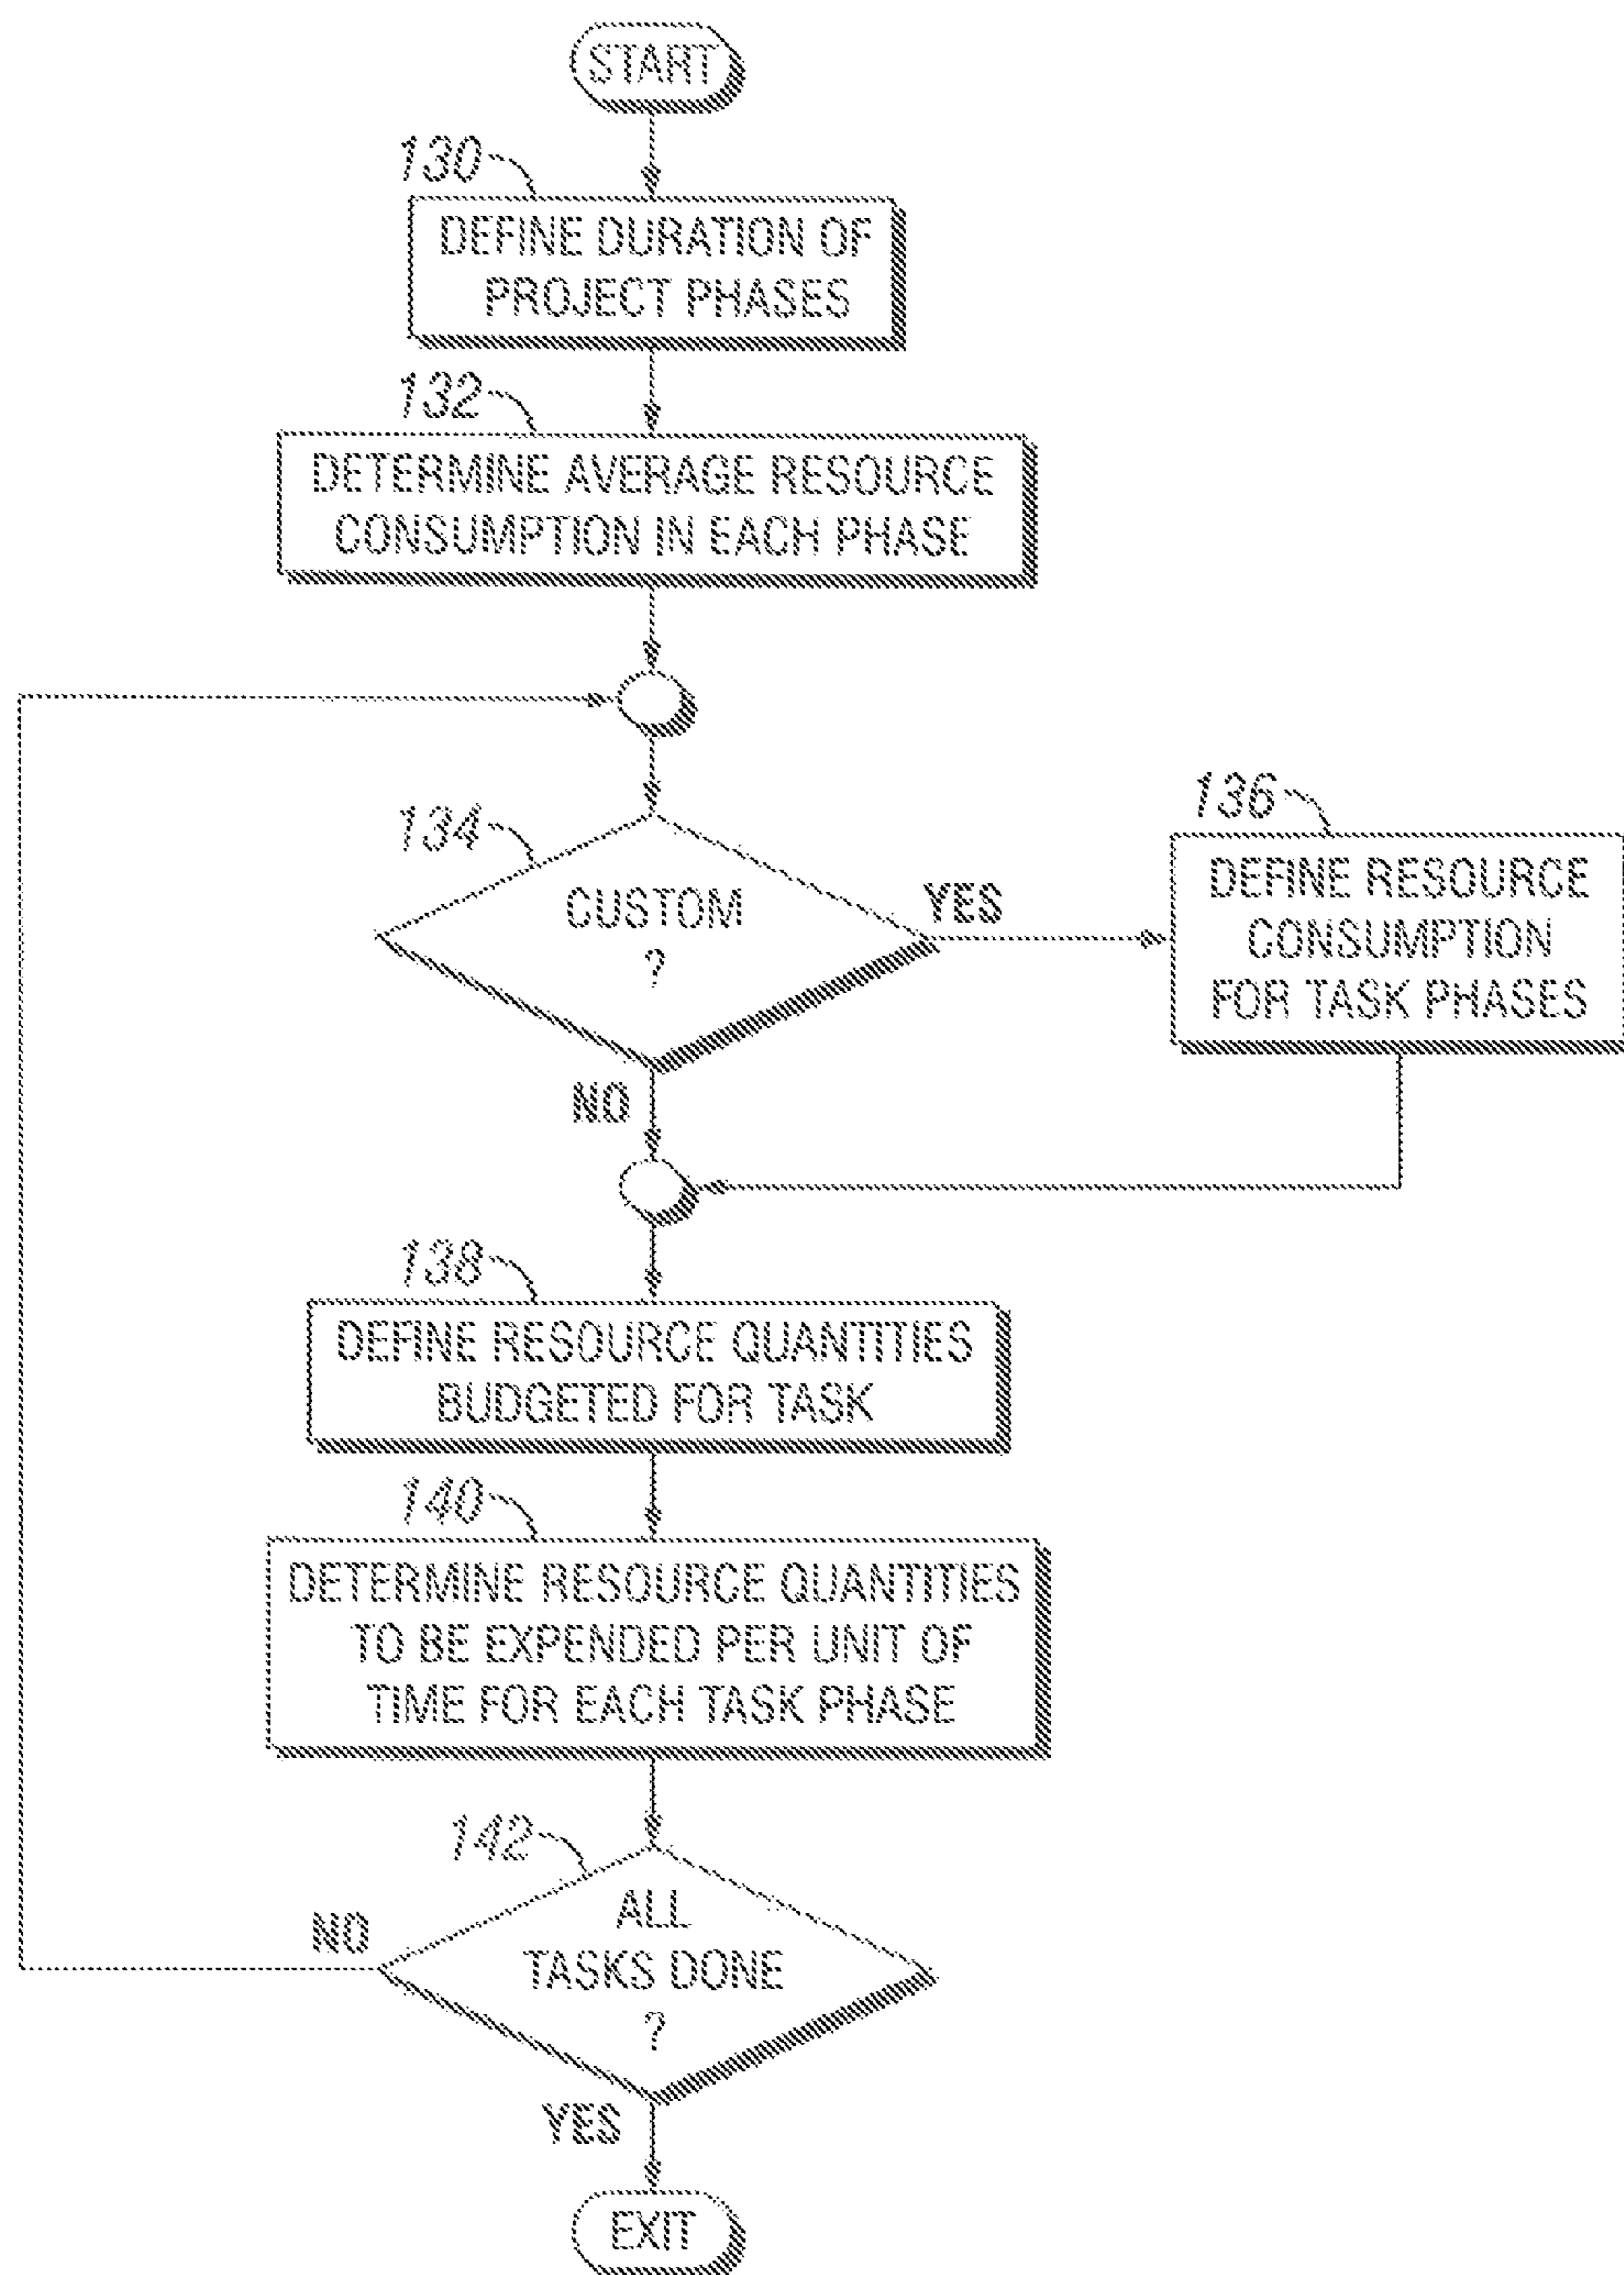 START
130
DEFINE DURATION OF
PROJECT PHASES
132
DETERMINE AVERAGE RESOURCE
CONSUMPTION IN EACH PHASE
134
CUSTOM
?
YES
136
DEFINE RESOURCE
CONSUMPTION
FOR TASK PHASES
NO
138
DEFINE RESOURCE QUANTITIES
BUDGETED FOR TASK
140
DETERMINE RESOURCE QUANTITIES
TO BE EXPENDED PER UNIT OF
TIME FOR EACH TASK PHASE
142
ALL
TASKS DONE
?
NO
YES
EXIT